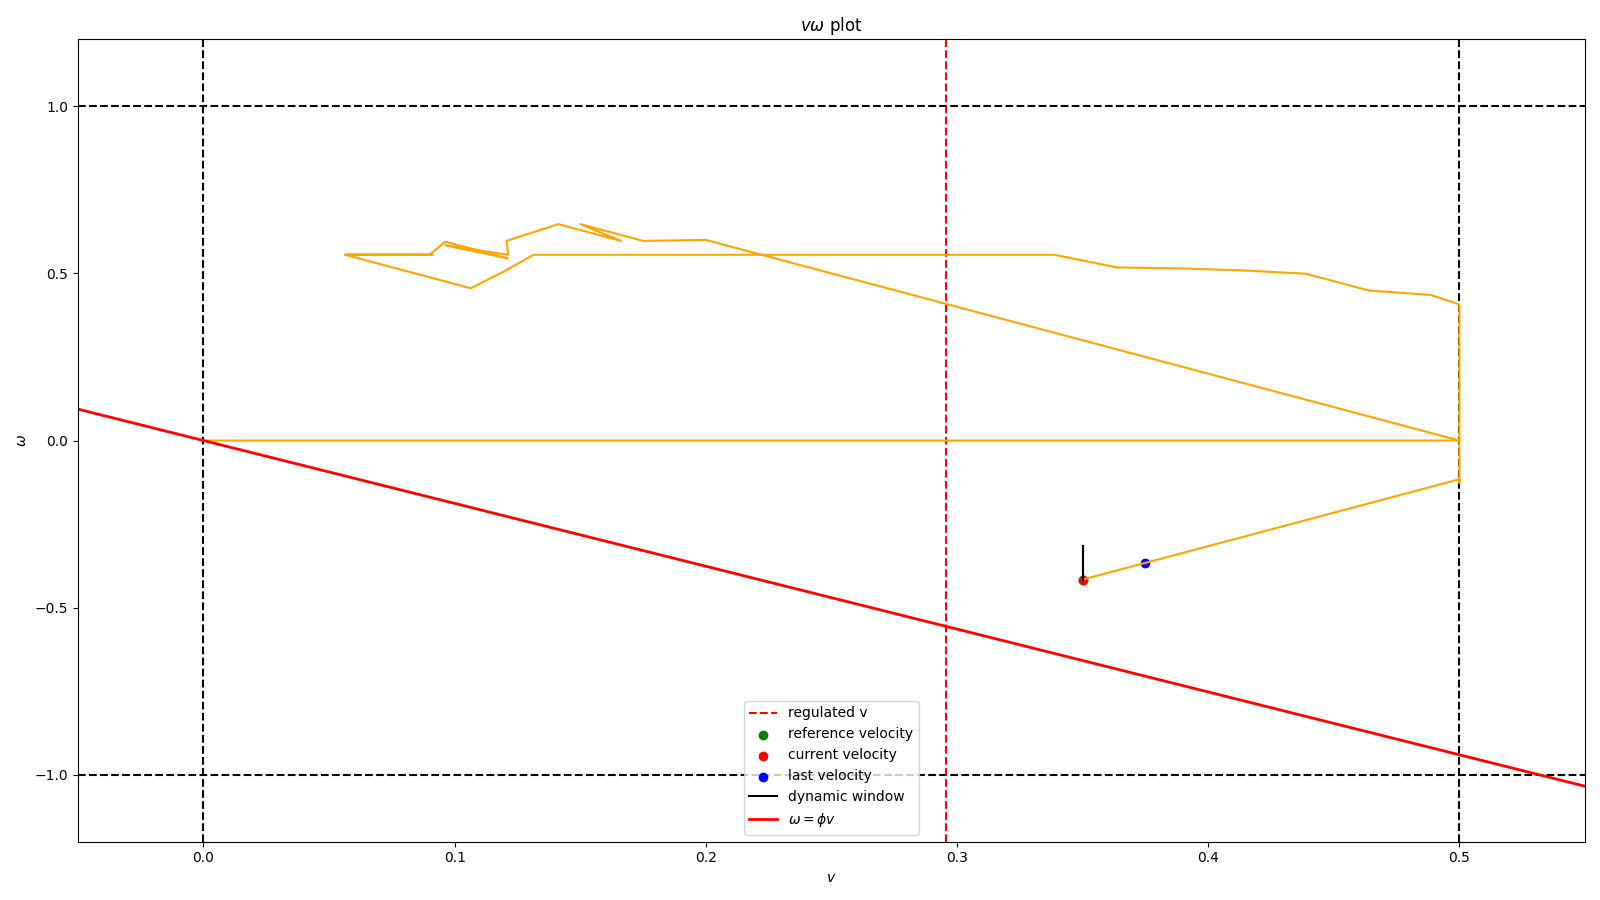 vω plot
1.0
0.5
0.0
−0.5
−1.0
ω
regulated v
reference velocity
current velocity
last velocity
dynamic window
ω = ϕv
0.0 0.1 0.2 0.3 0.4 0.5
v